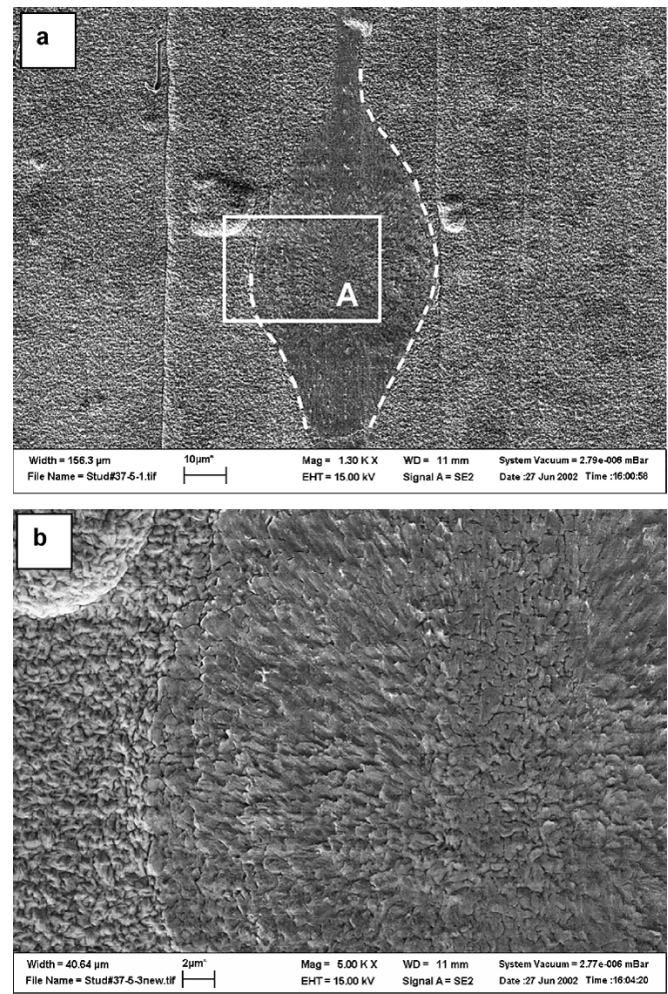 a
A
Width = 156.3 µm 10µm* Mag = 1.30 K X WD = 11 mm System Vacuum = 2.79e-006 mBar
File Name = Stud#37-5-1.tif EHT = 15.00 kV Signal A = SE2 Date :27 Jun 2002 Time :16:00:58
b
Width = 40.64 µm 2µm* Mag = 5.00 K X WD = 11 mm System Vacuum = 2.77e-006 mBar
File Name = Stud#37-5-3new.tif EHT = 15.00 kV Signal A = SE2 Date :27 Jun 2002 Time :16:04:20